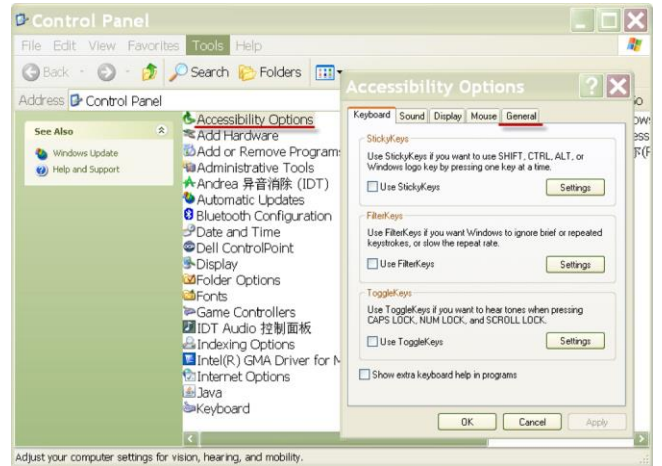 Control Panel
File Edit View Favorites Tools Help
Back Search Folders
Address Control Panel
See Also
Windows Update
Help and Support
Accessibility Options
Add Hardware
Add or Remove Program
Administrative Tools
Andrea 异音消除 (IDT)
Automatic Updates
Bluetooth Configuration
Date and Time
Dell ControlPoint
Display
Folder Options
Fonts
Game Controllers
IDT Audio 控制面板
Indexing Options
Intel(R) GMA Driver for M
Internet Options
Java
Keyboard
Accessibility Options
Keyboard Sound Display Mouse General
StickyKeys
Use StickyKeys if you want to use SHIFT, CTRL, ALT, or
Windows logo key by pressing one key at a time.
Use StickyKeys Settings
FilterKeys
Use FilterKeys if you want Windows to ignore brief or repeated
keystrokes, or slow the repeat rate.
Use FilterKeys Settings
ToggleKeys
Use ToggleKeys if you want to hear tones when pressing
CAPS LOCK, NUM LOCK, and SCROLL LOCK.
Use ToggleKeys Settings
Show extra keyboard help in programs
OK Cancel Apply
Adjust your computer settings for vision, hearing, and mobility.